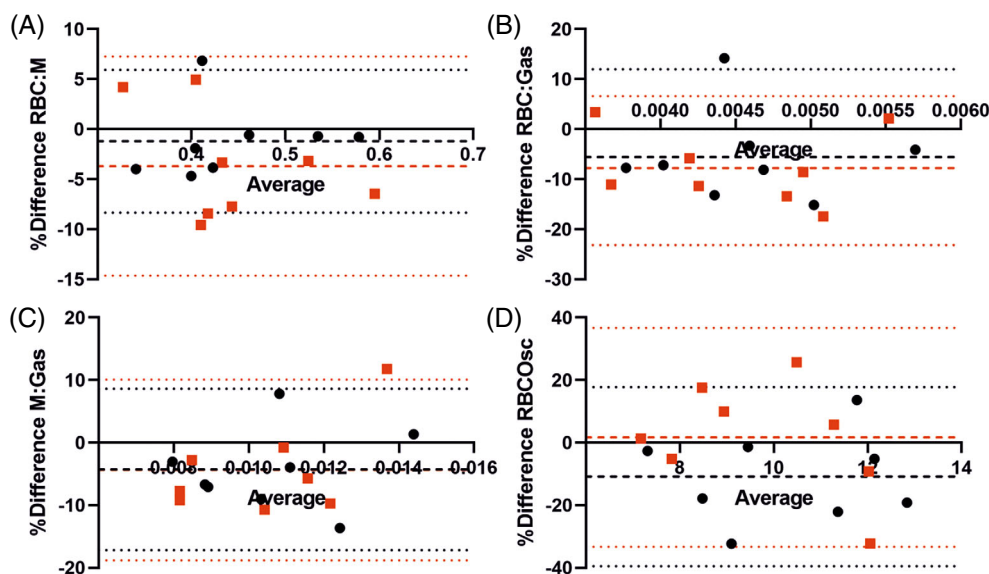 (A)
%Difference RBC:M
10
5
0
-5
-10
-15
0.4 0.5 0.6 0.7
Average
(B)
%Difference RBC:Gas
20
10
0
-10
-20
-30
0.0040 0.0045 0.0050 0.0055 0.0060
Average
(C)
%Difference M:Gas
20
10
0
-10
-20
0.008 0.010 0.012 0.014 0.016
Average
(D)
%Difference RBCOsc
40
20
0
-20
-40
8 10 12 14
Average